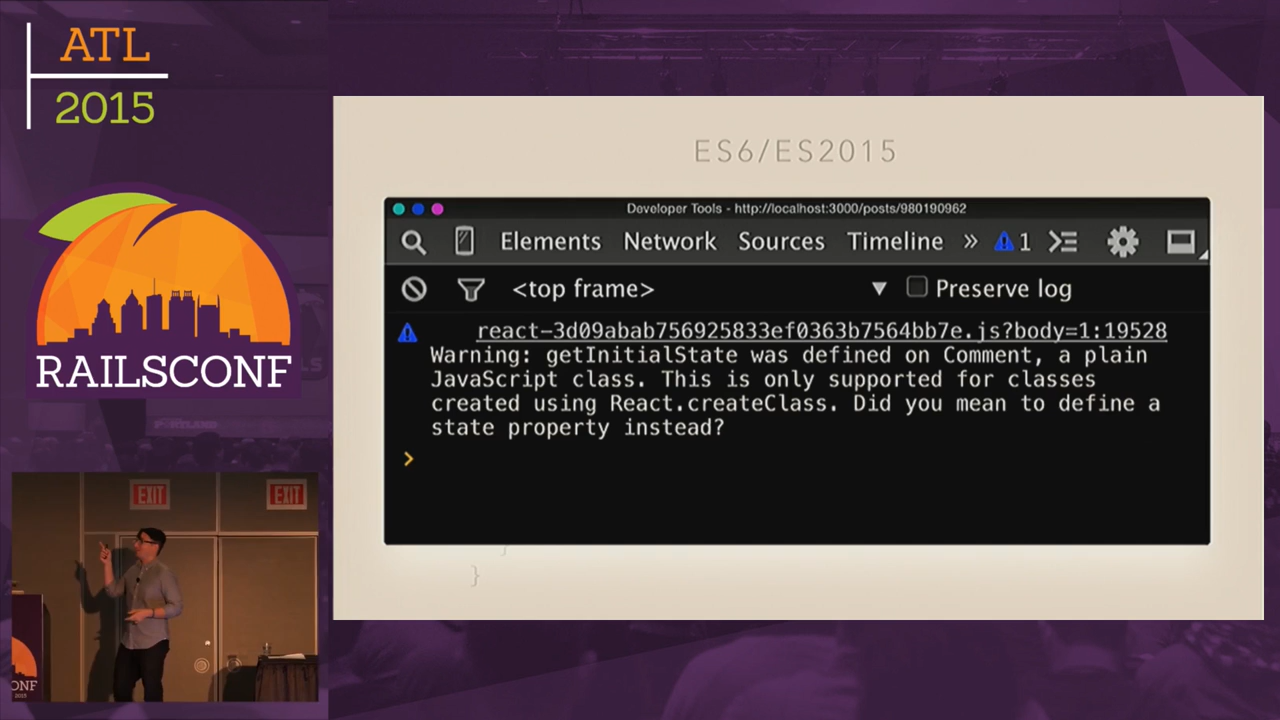 ATL
2015
RAILSCONF
EXIT
EXIT
ONF
2015
ES6/ES2015
Developer Tools - http://localhost:3000/posts/980190962
Elements Network Sources Timeline » 1
<top frame> ▼ Preserve log
react-3d09abab756925833ef0363b7564bb7e.js?body=1:19528
Warning: getInitialState was defined on Comment, a plain
JavaScript class. This is only supported for classes
created using React.createClass. Did you mean to define a
state property instead?
>
}
}